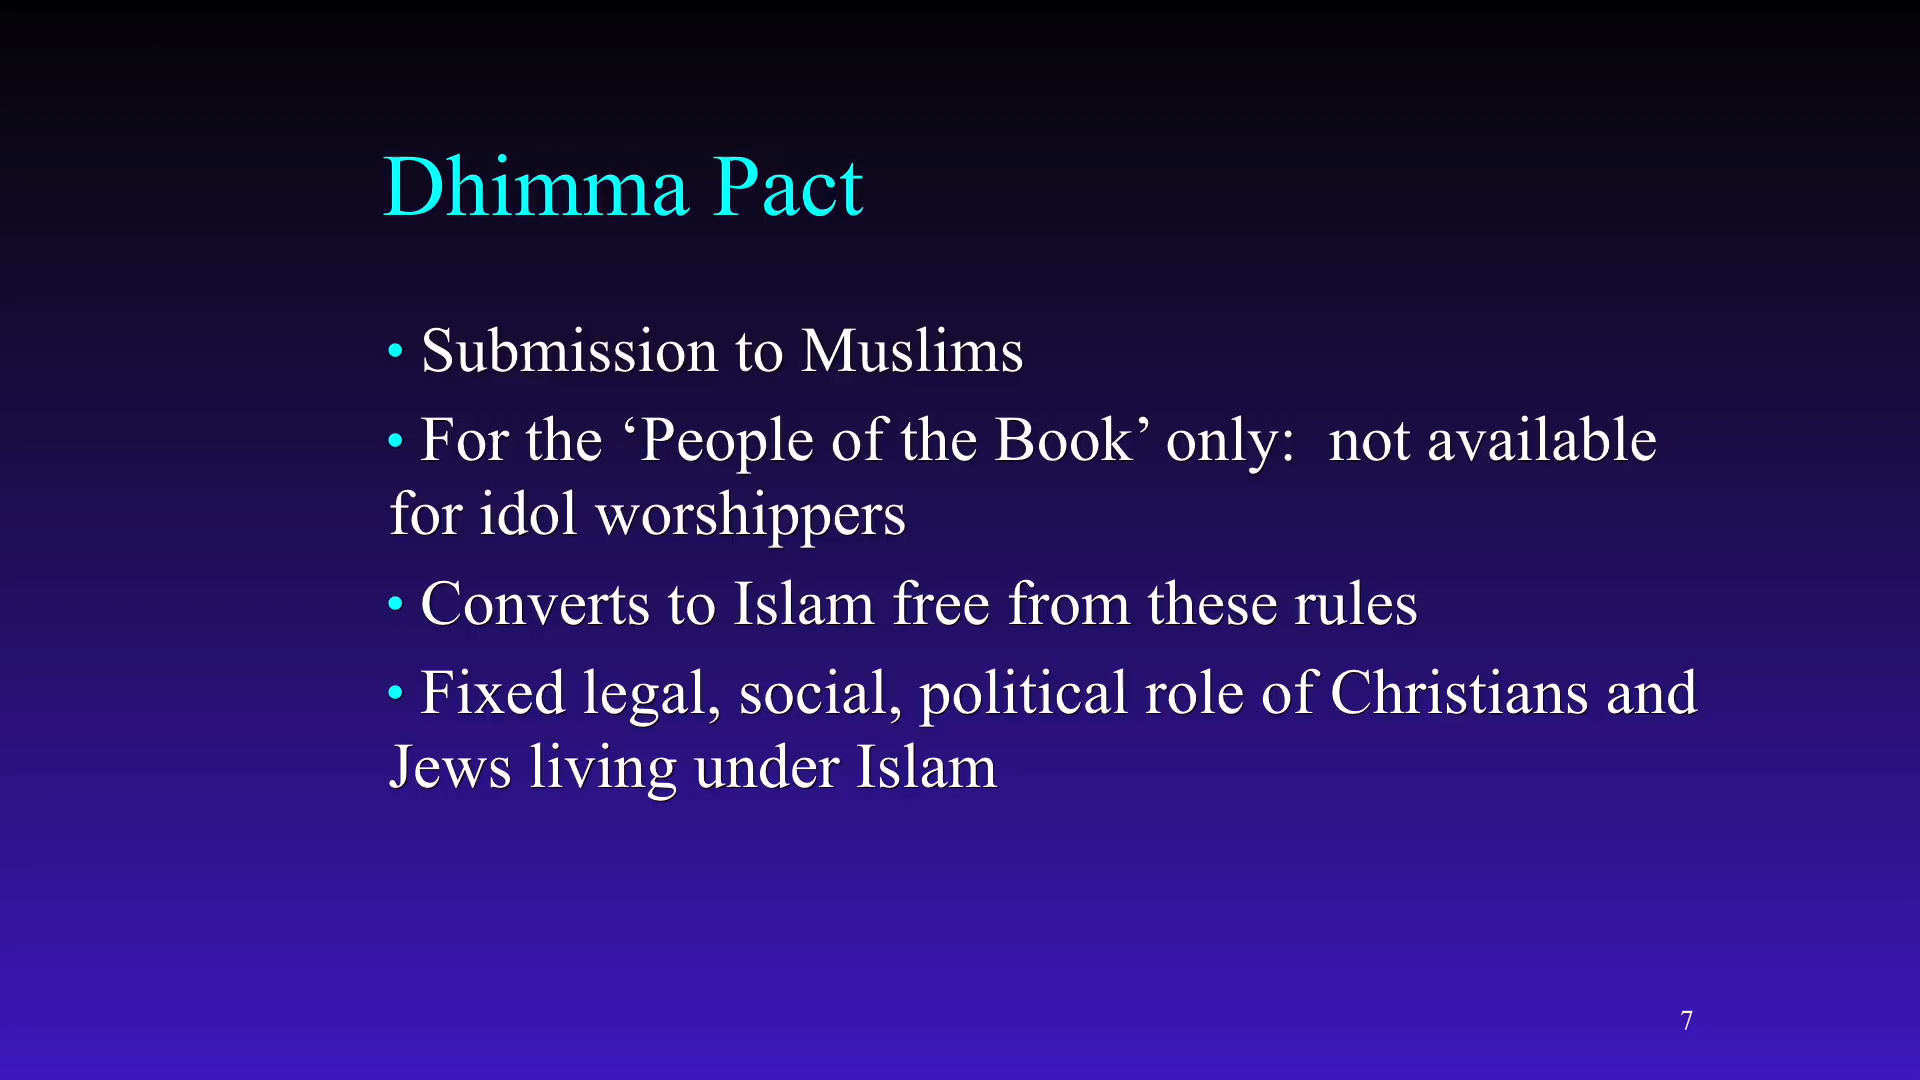 Dhimma Pact
• Submission to Muslims
• For the ‘People of the Book’ only:  not available
for idol worshippers
• Converts to Islam free from these rules
• Fixed legal, social, political role of Christians and
Jews living under Islam
7